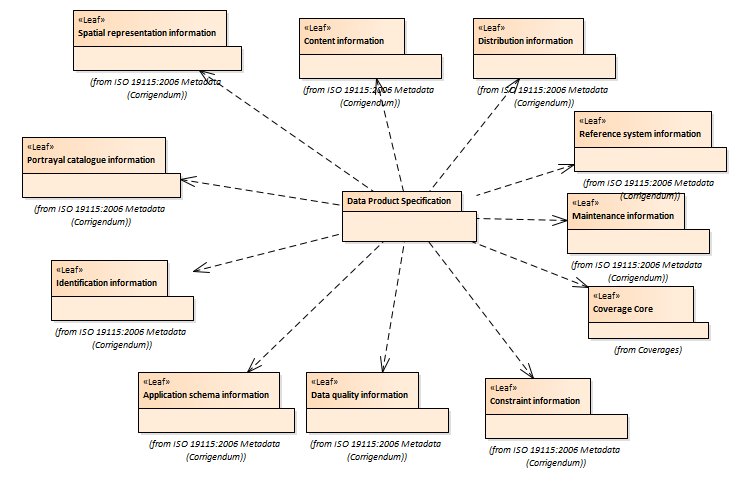 «Leaf»
Spatial representation information
(from ISO 19115:2006 Metadata
(Corrigendum))
«Leaf»
Content information
(from ISO 19115:2006 Metadata
(Corrigendum))
«Leaf»
Distribution information
(from ISO 19115:2006 Metadata
(Corrigendum))
«Leaf»
Reference system information
(from ISO 19115:2006 Metadata
(Corrigendum))
«Leaf»
Portrayal catalogue information
(from ISO 19115:2006 Metadata
(Corrigendum))
Data Product Specification
«Leaf»
Maintenance information
(from ISO 19115:2006 Metadata
(Corrigendum))
«Leaf»
Identification information
(from ISO 19115:2006 Metadata
(Corrigendum))
«Leaf»
Coverage Core
(from Coverages)
«Leaf»
Application schema information
(from ISO 19115:2006 Metadata
(Corrigendum))
«Leaf»
Data quality information
(from ISO 19115:2006 Metadata
(Corrigendum))
«Leaf»
Constraint information
(from ISO 19115:2006 Metadata
(Corrigendum))